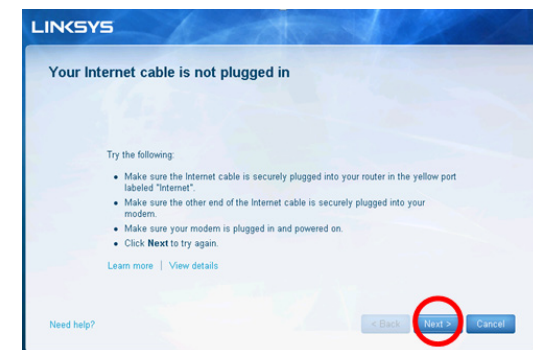 LINKSYS
Your Internet cable is not plugged in
Try the following:
• Make sure the Internet cable is securely plugged into your router in the yellow port
labeled "Internet".
• Make sure the other end of the Internet cable is securely plugged into your
modem.
• Make sure your modem is plugged in and powered on.
• Click Next to try again.
Learn more | View details
Need help? < Back Next > Cancel